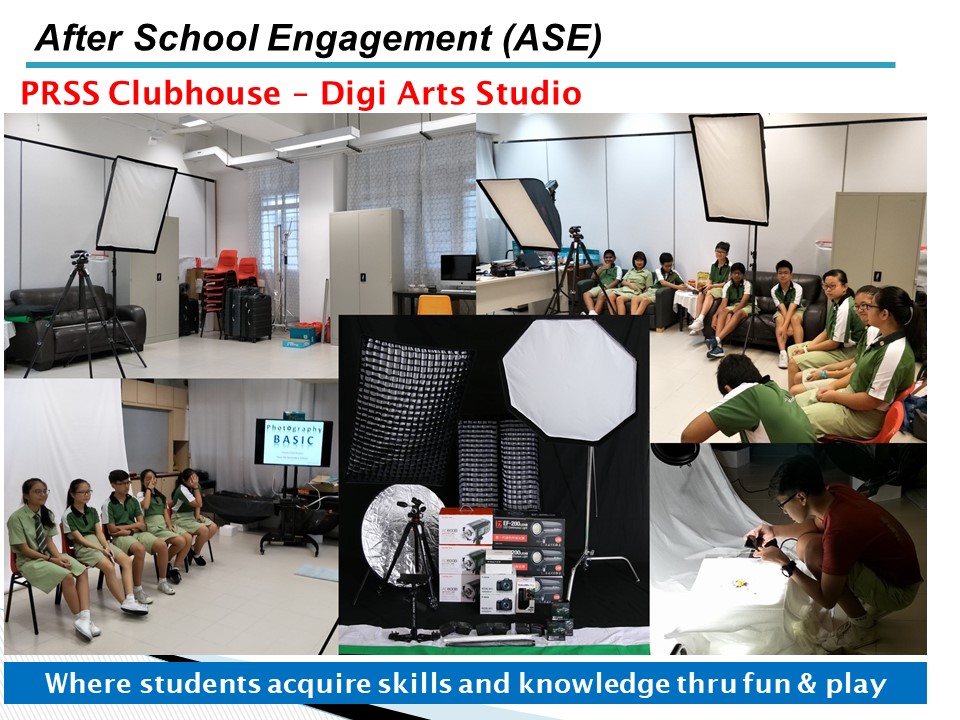 After School Engagement (ASE)
PRSS Clubhouse – Digi Arts Studio
Photography
BASIC
EF-200
Where students acquire skills and knowledge thru fun & play